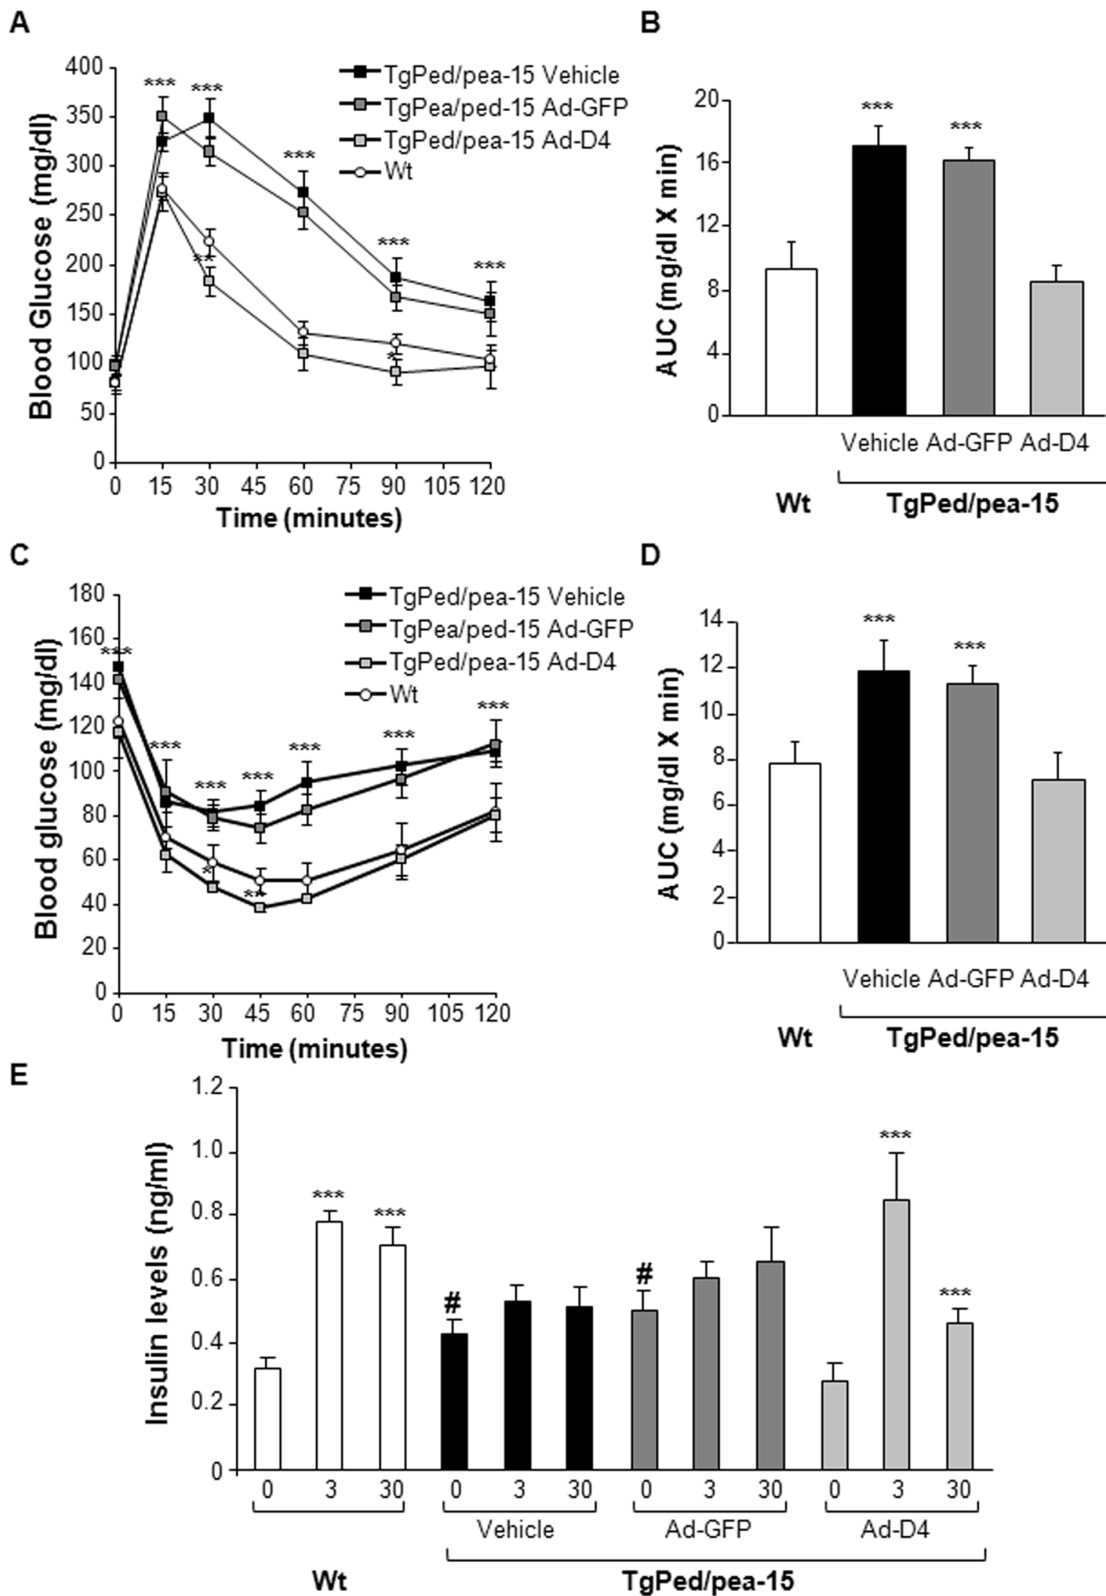 A
B
400
350
300
250
200
150
100
50
0
Blood Glucose (mg/dl)
***
***
***
***
***
**
*
TgPed/pea-15 Vehicle
TgPea/ped-15 Ad-GFP
TgPed/pea-15 Ad-D4
Wt
0 15 30 45 60 75 90 105 120
Time (minutes)
20
16
12
8
4
0
AUC (mg/dl X min)
***
***
Vehicle Ad-GFP Ad-D4
Wt TgPed/pea-15
C
D
180
160
140
120
100
80
60
40
20
0
Blood glucose (mg/dl)
***
***
***
***
***
***
***
*
**
TgPed/pea-15 Vehicle
TgPea/ped-15 Ad-GFP
TgPed/pea-15 Ad-D4
Wt
0 15 30 45 60 75 90 105 120
Time (minutes)
14
12
10
8
6
4
2
0
AUC (mg/dl X min)
***
***
Vehicle Ad-GFP Ad-D4
Wt TgPed/pea-15
E
1.2
1.0
0.8
0.6
0.4
0.2
0
Insulin levels (ng/ml)
***
***
#
#
***
***
0 3 30 0 3 30 0 3 30 0 3 30
Vehicle Ad-GFP Ad-D4
Wt TgPed/pea-15